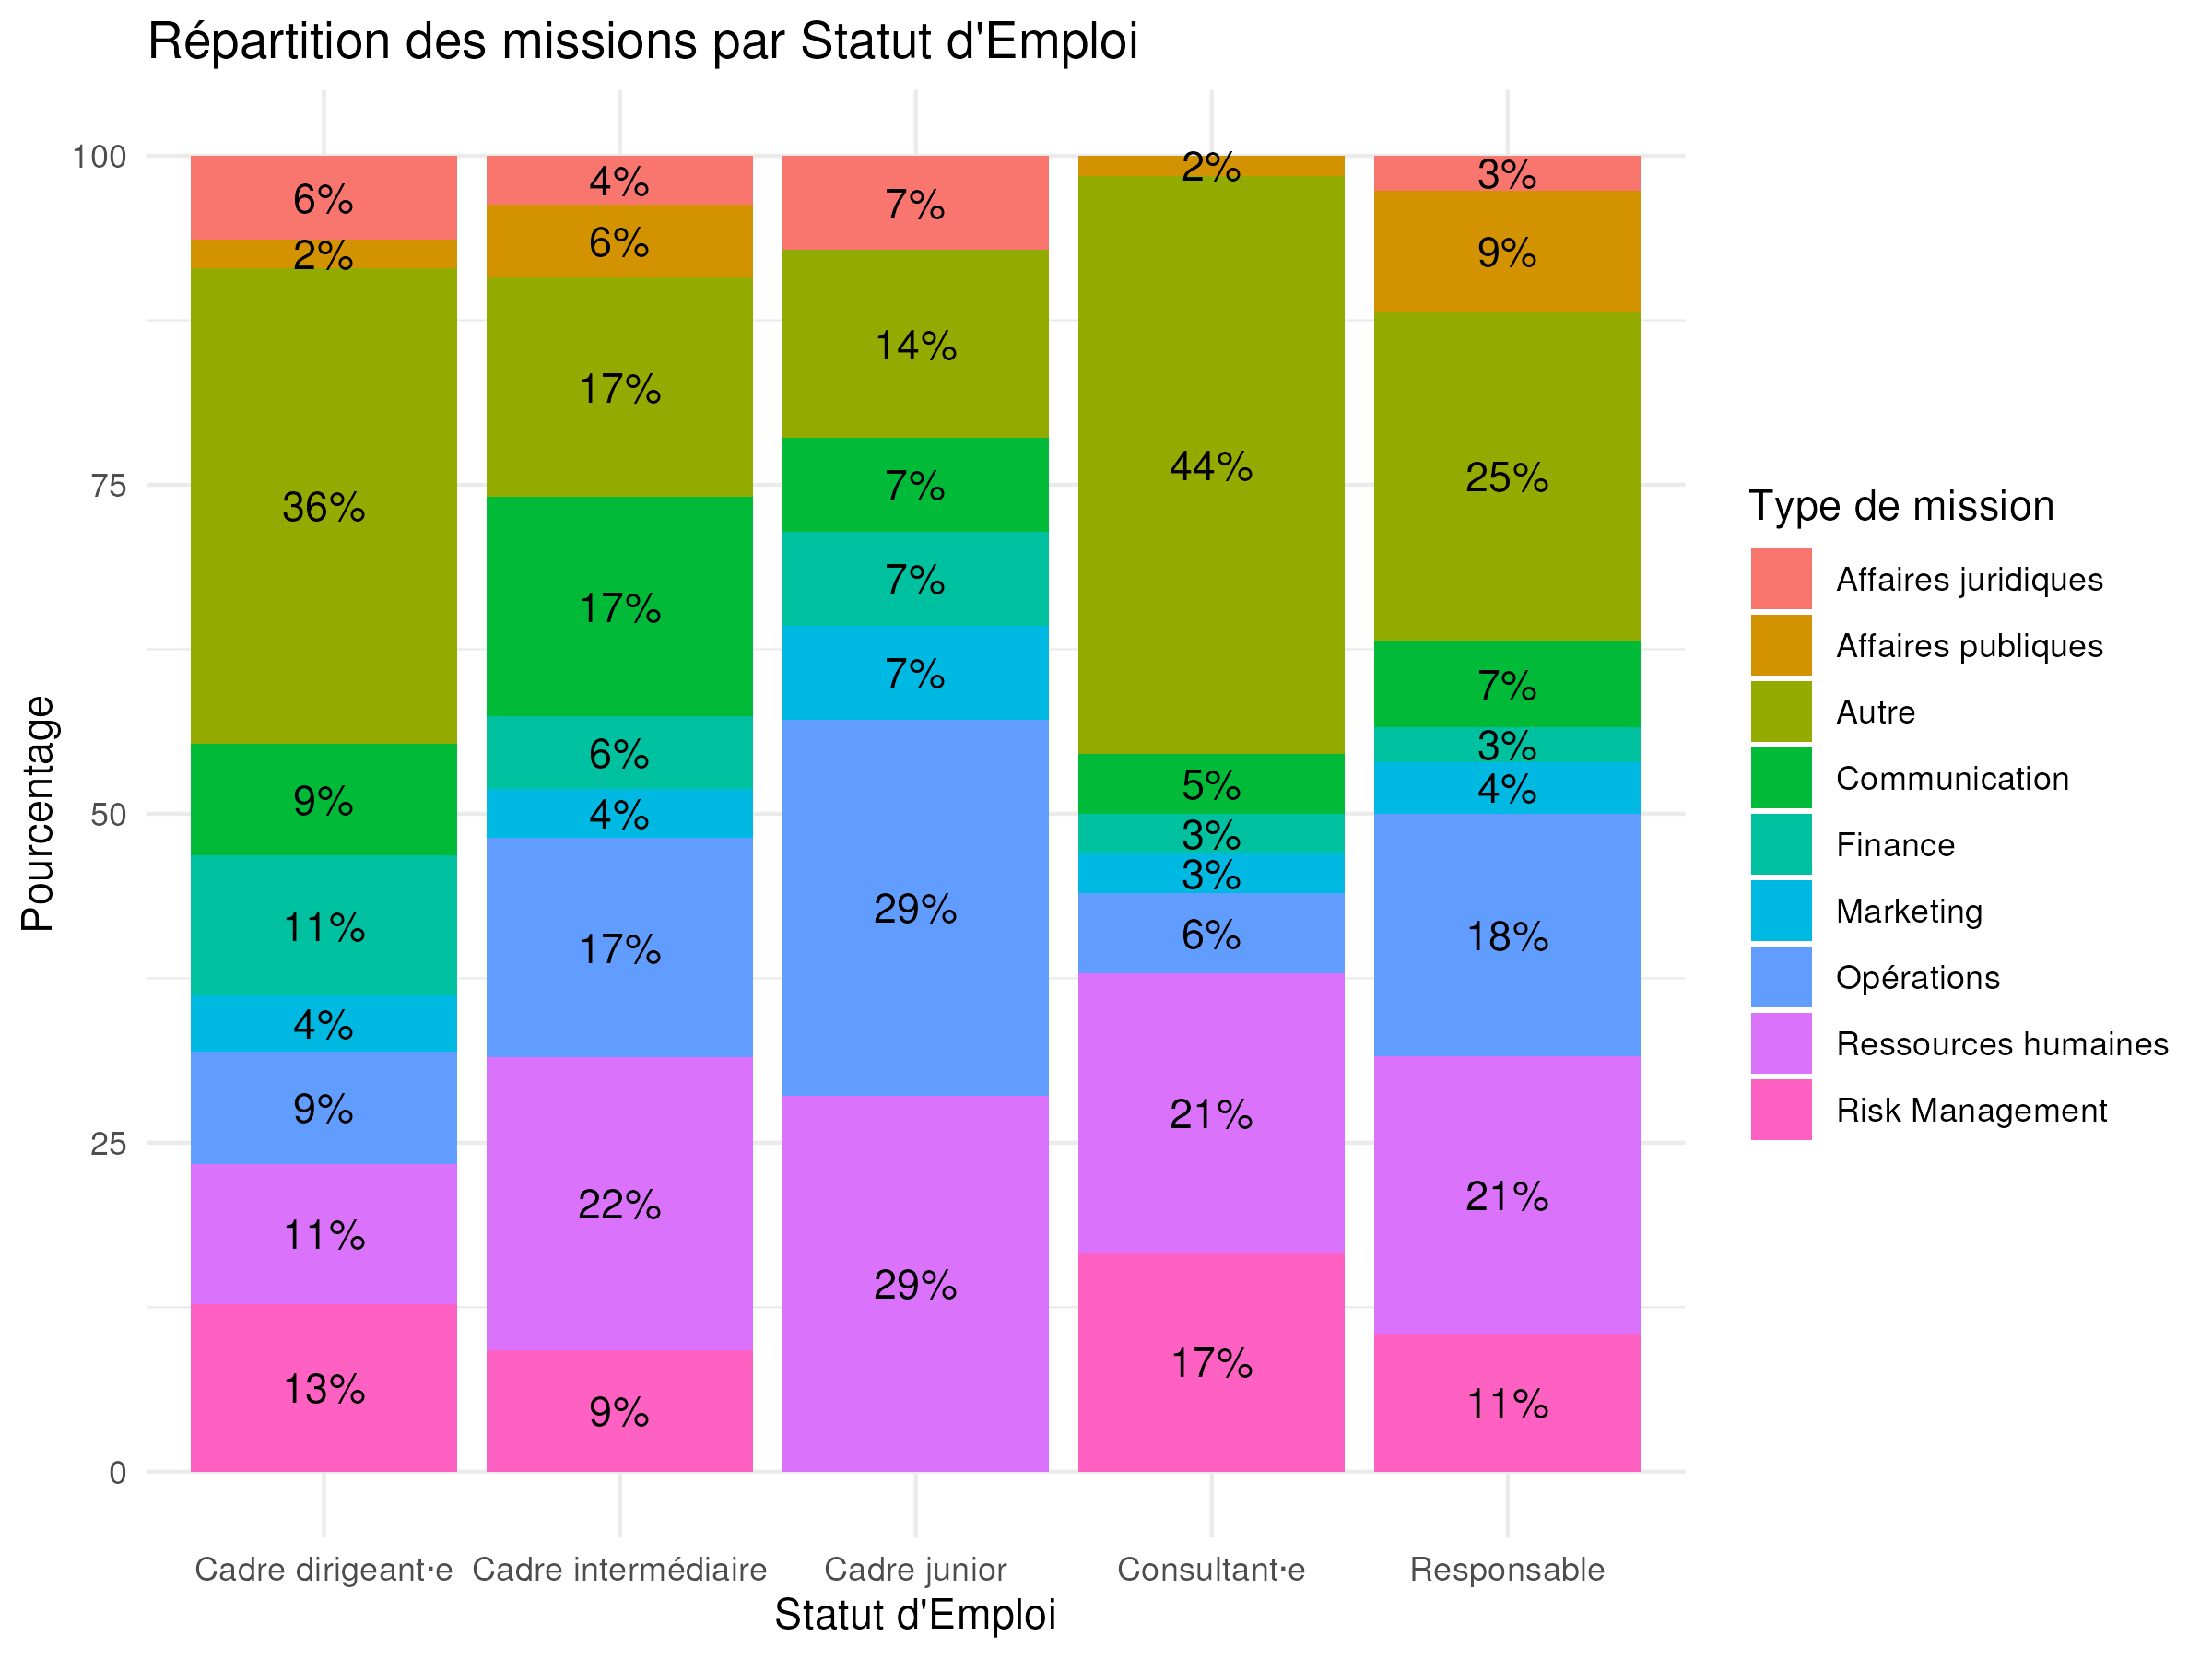 Répartition des missions par Statut d'Emploi
Pourcentage
100
75
50
25
0
6%
2%
36%
9%
11%
4%
9%
11%
13%
4%
6%
17%
17%
6%
4%
17%
22%
9%
7%
14%
7%
7%
7%
29%
29%
2%
44%
5%
3%
3%
6%
21%
17%
3%
9%
25%
7%
3%
4%
18%
21%
11%
Cadre dirigeant·e
Cadre intermédiaire
Cadre junior
Consultant·e
Responsable
Statut d'Emploi
Type de mission
Affaires juridiques
Affaires publiques
Autre
Communication
Finance
Marketing
Opérations
Ressources humaines
Risk Management